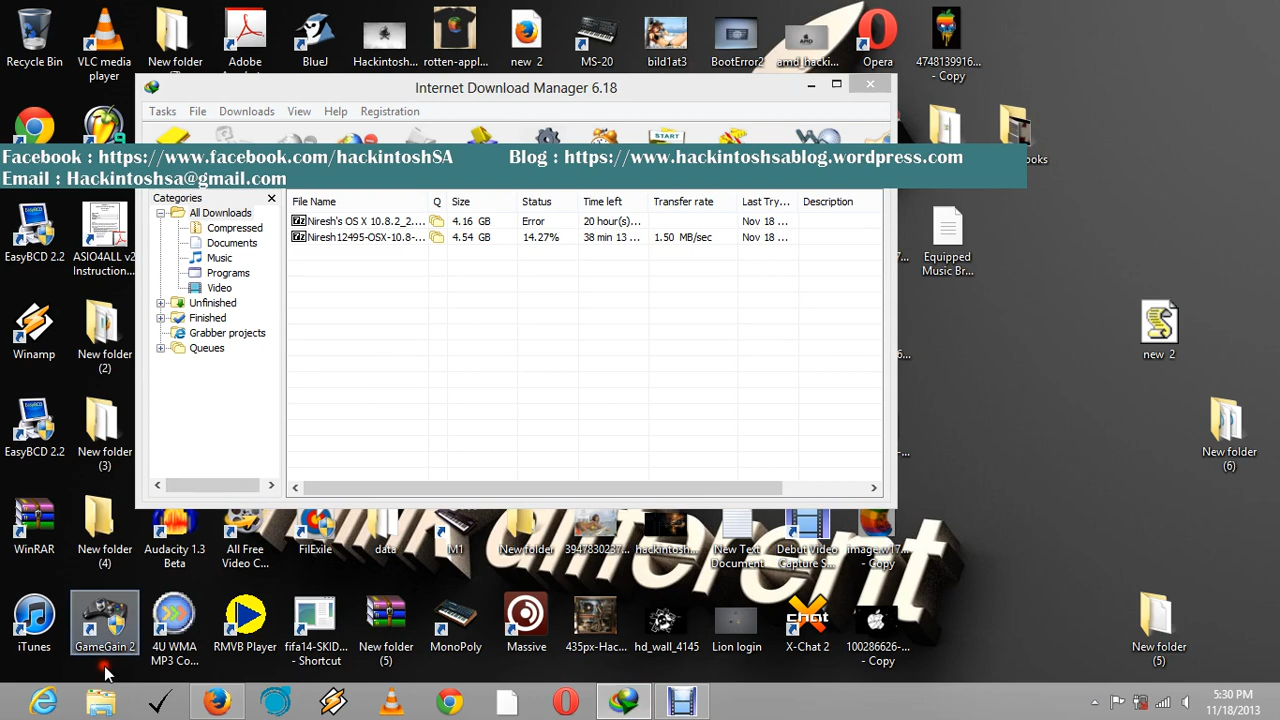 Recycle Bin
VLC media player
New folder
Adobe
BlueJ
Hackintosh...
rotten-appl...
new 2
MS-20
bild1at3
BootError2
amd_hacki...
Opera
4748139916... - Copy
Internet Download Manager 6.18
Tasks File Downloads View Help Registration
START
Facebook : https://www.facebook.com/hackintoshSA Blog : https://www.hackintoshsablog.wordpress.com
Email : Hackintoshsa@gmail.com
Categories
File Name Q Size Status Time left Transfer rate Last Try... Description
All Downloads
Compressed
Documents
Music
Programs
Video
Unfinished
Finished
Grabber projects
Queues
Niresh's OS X 10.8.2_2.... 4.16 GB Error 20 hour(s)... Nov 18 ...
Niresh12495-OSX-10.8-... 4.54 GB 14.27% 38 min 13 ... 1.50 MB/sec Nov 18 ...
EasyBCD 2.2
ASIO4ALL v2 Instruction...
Equipped Music Br...
Winamp
New folder (2)
new 2
EasyBCD 2.2
New folder (3)
New folder (6)
different
WinRAR
New folder (4)
Audacity 1.3 Beta
All Free Video C...
FilExile
data
M1
New folder
3947830237...
hackintosh...
New Text Document
Debut Video Capture S...
imagew17... - Copy
iTunes
GameGain 2
4U WMA MP3 Co...
RMVB Player
fifa14-SKID... - Shortcut
New folder (5)
MonoPoly
Massive
435px-Hac...
hd_wall_4145
Lion login
X-Chat 2
100286626-... - Copy
New folder (5)
5:30 PM
11/18/2013